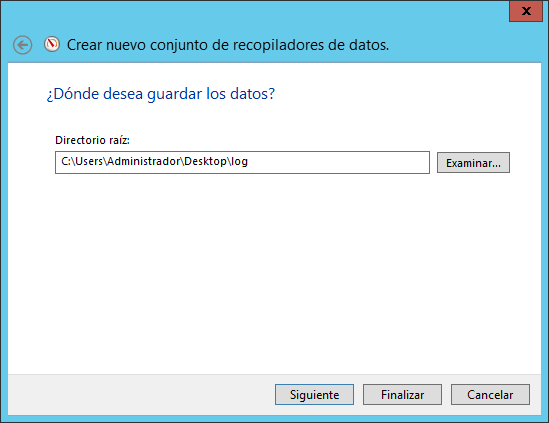 Crear nuevo conjunto de recopiladores de datos.
¿Dónde desea guardar los datos?
Directorio raíz:
C:\Users\Administrador\Desktop\log
Examinar...
Siguiente
Finalizar
Cancelar